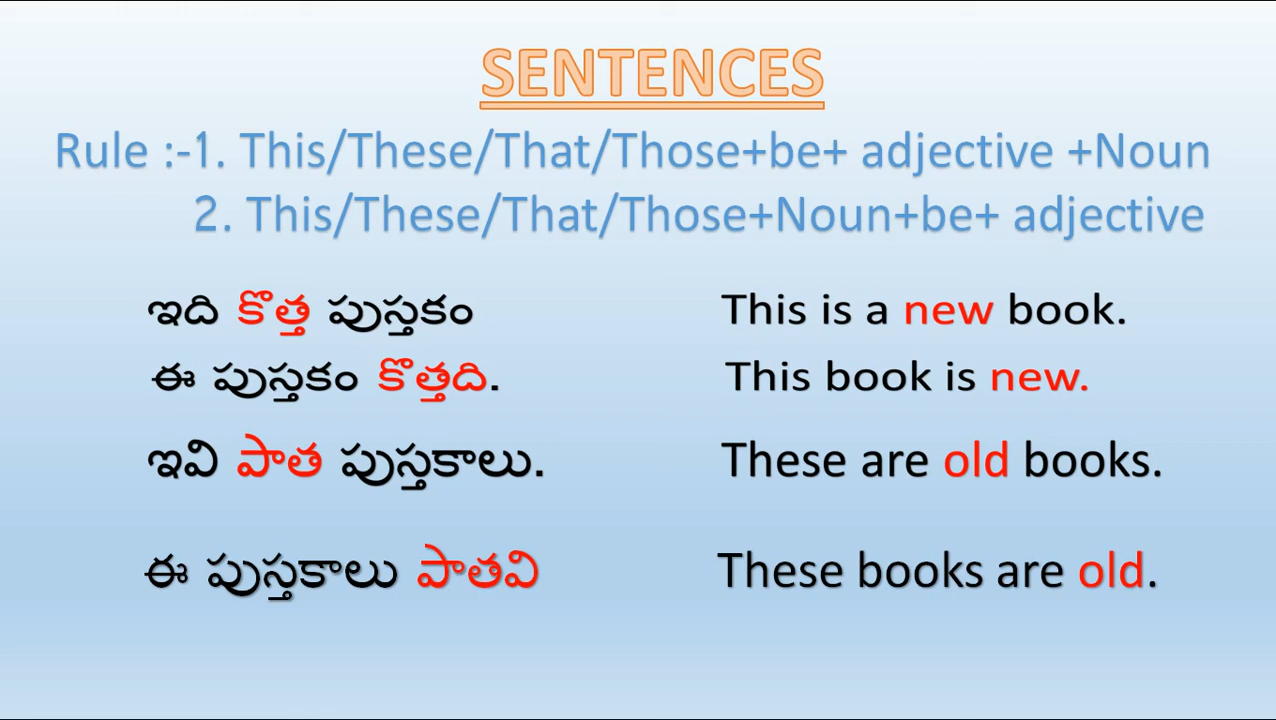 SENTENCES
Rule :-1. This/These/That/Those+be+ adjective +Noun
2. This/These/That/Those+Noun+be+ adjective
ఇది కొత్త పుస్తకం This is a new book.
ఈ పుస్తకం కొత్తది. This book is new.
ఇవి పాత పుస్తకాలు. These are old books.
ఈ పుస్తకాలు పాతవి These books are old.